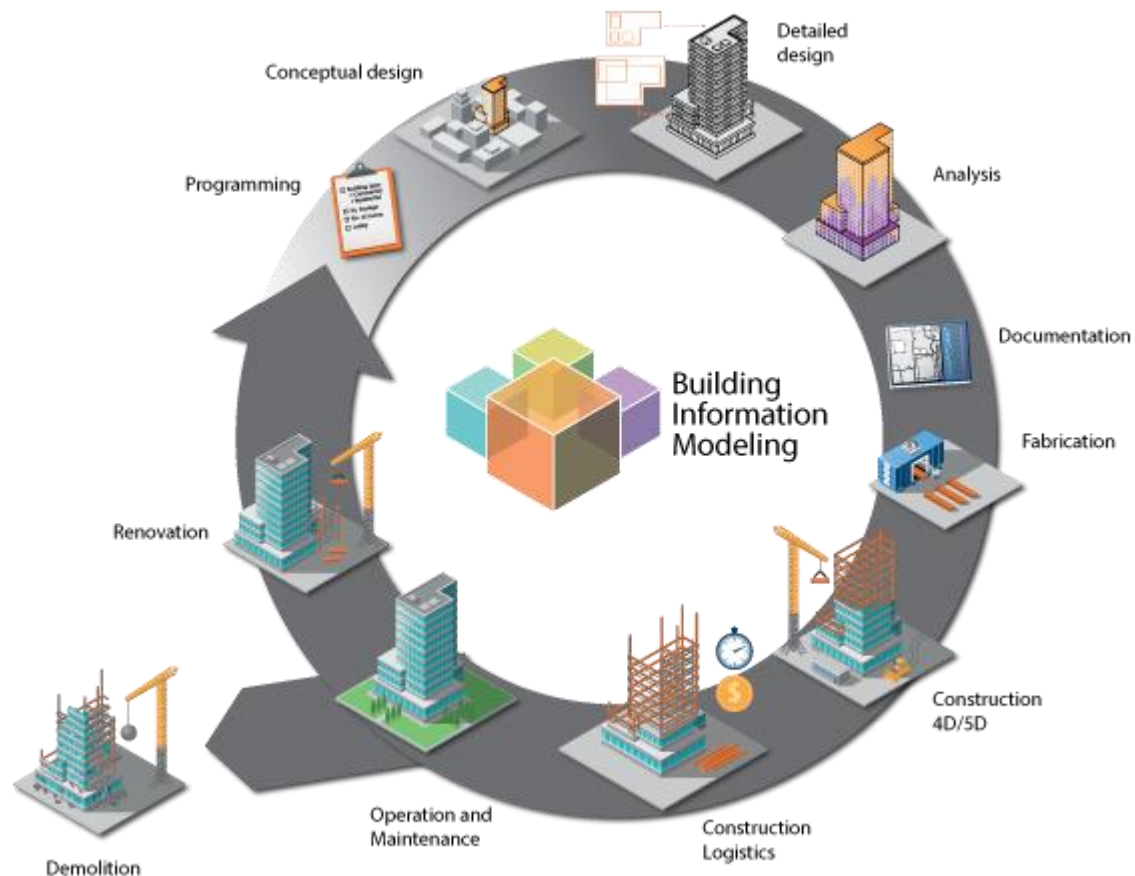 Detailed
design
Conceptual design
Programming
Analysis
Documentation
Building
Information
Modeling
Fabrication
Renovation
Construction
4D/5D
Operation and
Maintenance
Construction
Logistics
Demolition
$